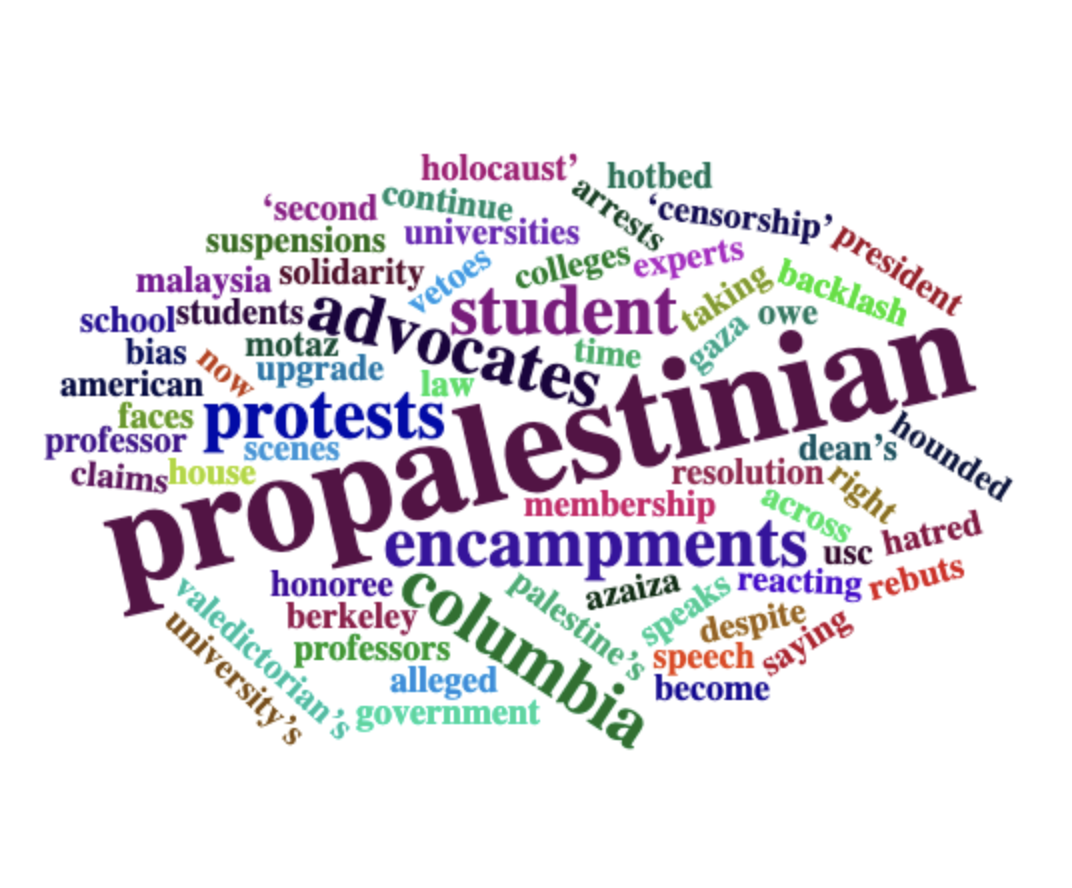 holocaust’
hotbed
‘second
continue
arrests
‘censorship’
suspensions
universities
president
malaysia
solidarity
vetoes
colleges
experts
taking
backlash
school
students
advocates
student
gaza
owe
bias
motaz
time
now
upgrade
american
law
faces
protests
propalestinian
professor
scenes
dean’s
hounded
claims
house
resolution
right
membership
across
encampments
usc
hatred
valedictorian’s
honoree
columbia
palestine’s
azaiza
speaks
reacting
rebuts
university’s
berkeley
despite
saying
professors
speech
alleged
become
government